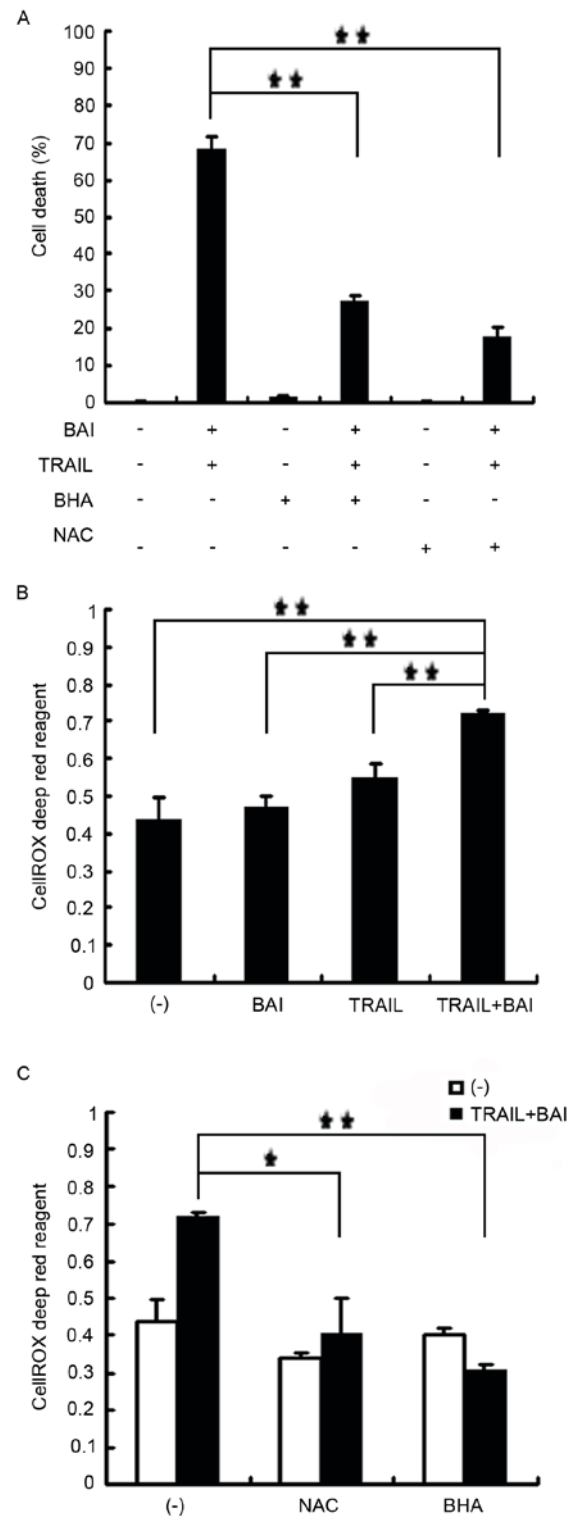 A
100
90
80
70
60
50
40
30
20
10
0
Cell death (%)
BAI - + - + - +
TRAIL - + - + - +
BHA - - + + - -
NAC - - - - + +
B
1
0.9
0.8
0.7
0.6
0.5
0.4
0.3
0.2
0.1
0
CellROX deep red reagent
(-) BAI TRAIL TRAIL+BAI
C
(-)
TRAIL+BAI
1
0.9
0.8
0.7
0.6
0.5
0.4
0.3
0.2
0.1
0
CellROX deep red reagent
(-) NAC BHA